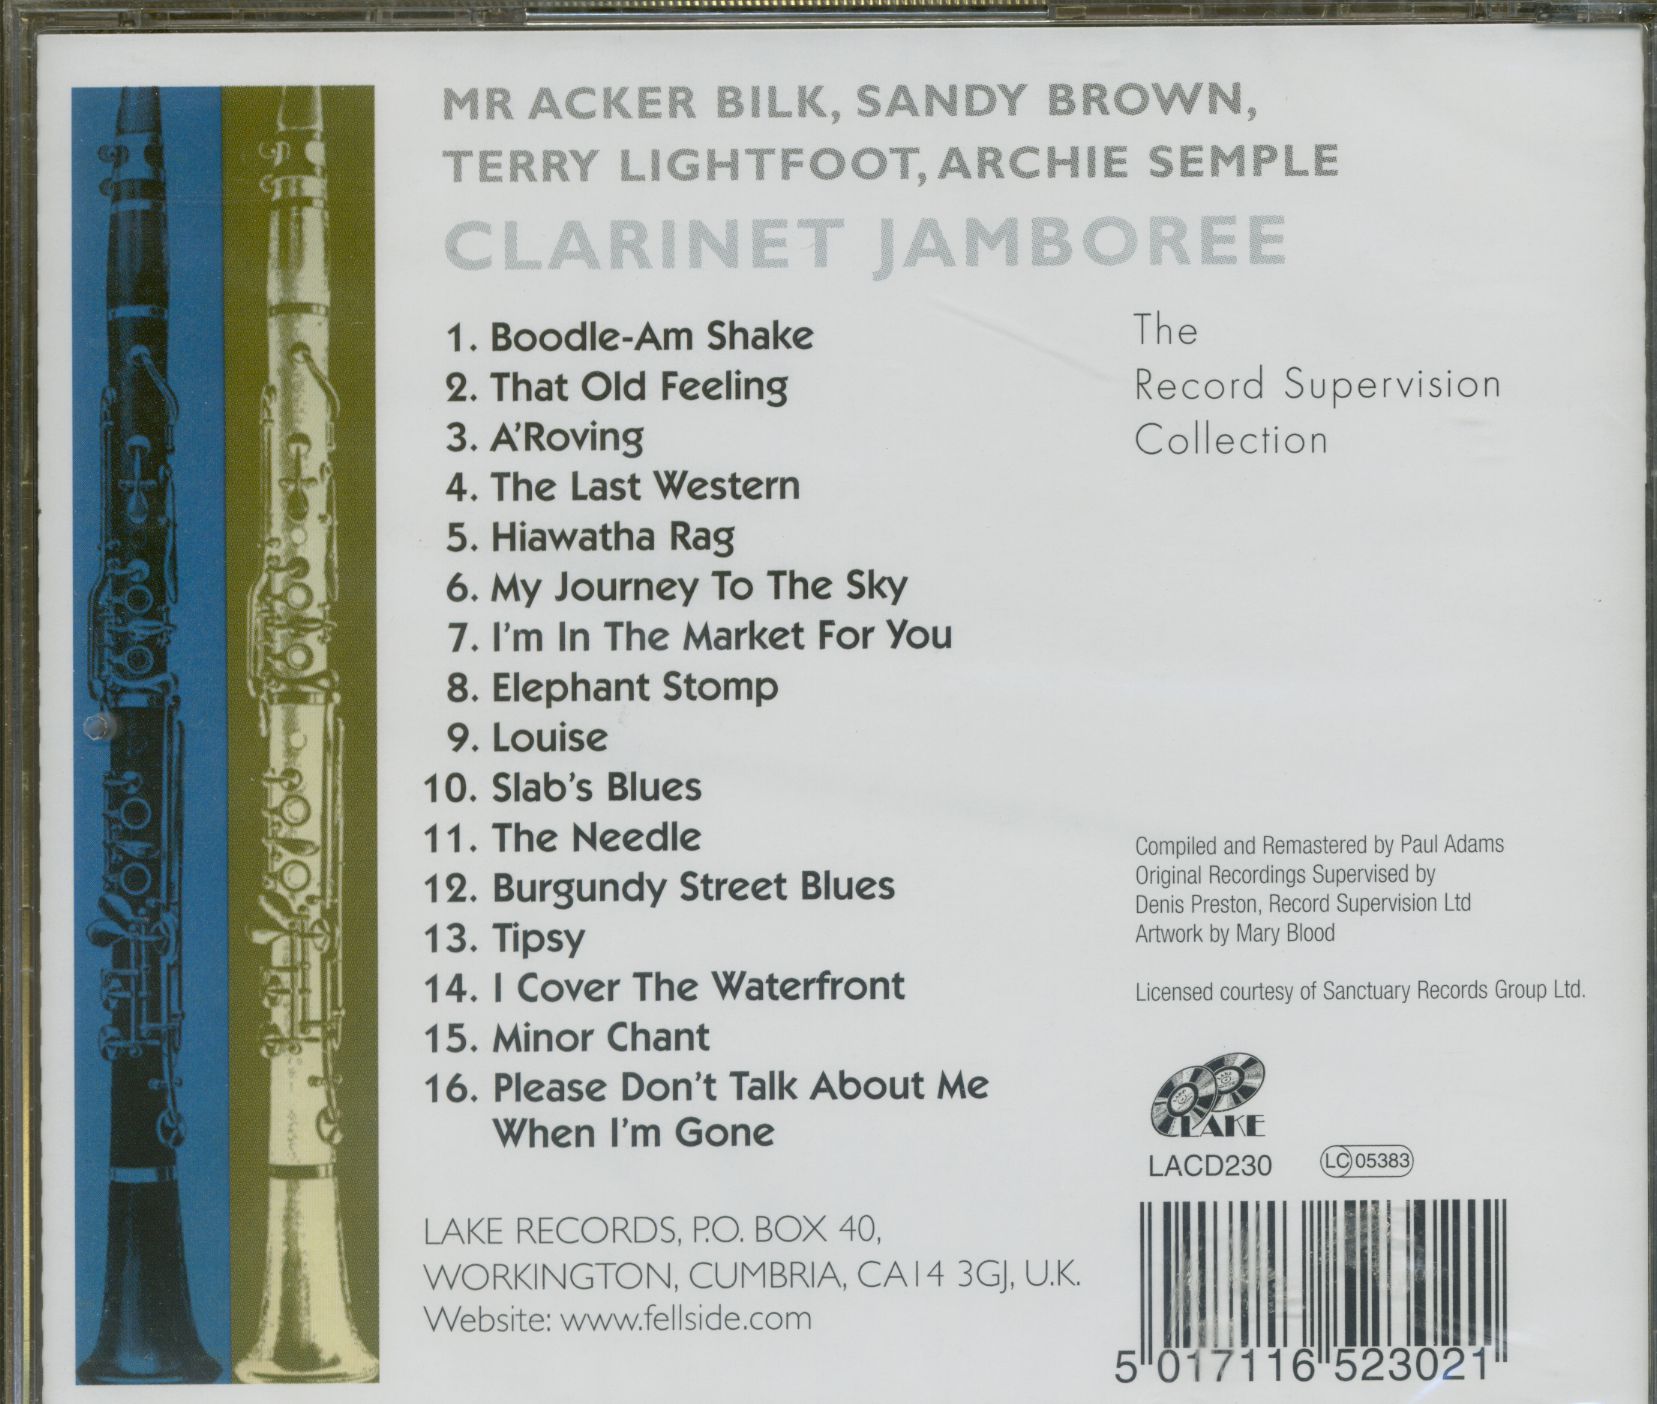 MR ACKER BILK, SANDY BROWN,
TERRY LIGHTFOOT, ARCHIE SEMPLE
CLARINET JAMBOREE
1. Boodle-Am Shake
2. That Old Feeling
3. A'Roving
4. The Last Western
5. Hiawatha Rag
6. My Journey To The Sky
7. I'm In The Market For You
8. Elephant Stomp
9. Louise
10. Slab's Blues
11. The Needle
12. Burgundy Street Blues
13. Tipsy
14. I Cover The Waterfront
15. Minor Chant
16. Please Don't Talk About Me
When I'm Gone
The
Record Supervision
Collection
Compiled and Remastered by Paul Adams
Original Recordings Supervised by
Denis Preston, Record Supervision Ltd
Artwork by Mary Blood
Licensed courtesy of Sanctuary Records Group Ltd.
LAKE
LACD230
LC 05383
LAKE RECORDS, P.O. BOX 40,
WORKINGTON, CUMBRIA, CA14 3GJ, U.K.
Website: www.fellside.com
5 017116 523021